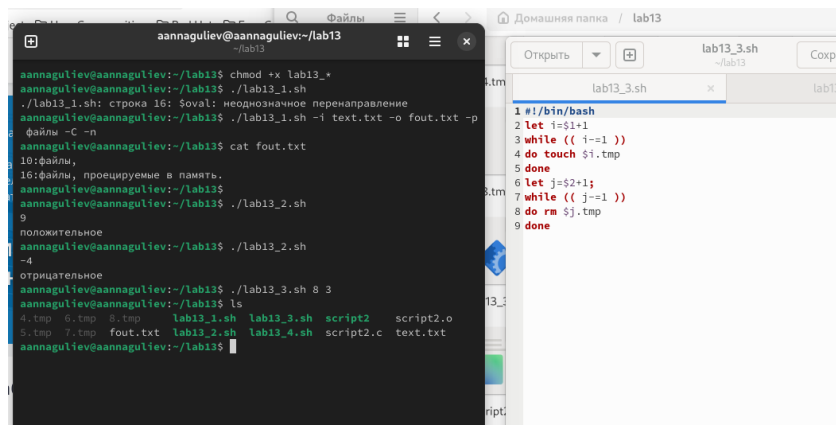 Файлы
Домашняя папка / lab13
aannaguliev@aannaguliev:~/lab13
~/lab13
aannaguliev@aannaguliev:~/lab13$ chmod +x lab13_*
aannaguliev@aannaguliev:~/lab13$ ./lab13_1.sh
./lab13_1.sh: строка 16: $oval: неоднозначное перенаправление
aannaguliev@aannaguliev:~/lab13$ ./lab13_1.sh -i text.txt -o fout.txt -p
файлы -C -n
aannaguliev@aannaguliev:~/lab13$ cat fout.txt
10:файлы,
16:файлы, проецируемые в память.
aannaguliev@aannaguliev:~/lab13$
aannaguliev@aannaguliev:~/lab13$ ./lab13_2.sh
9
положительное
aannaguliev@aannaguliev:~/lab13$ ./lab13_2.sh
-4
отрицательное
aannaguliev@aannaguliev:~/lab13$ ./lab13_3.sh 8 3
aannaguliev@aannaguliev:~/lab13$ ls
4.tmp 6.tmp 8.tmp lab13_1.sh lab13_3.sh script2 script2.o
5.tmp 7.tmp fout.txt lab13_2.sh lab13_4.sh script2.c text.txt
aannaguliev@aannaguliev:~/lab13$
Открыть
lab13_3.sh
~/lab13
Сохр
lab13_3.sh
lab1
1 #!/bin/bash
2 let i=$1+1
3 while (( i-=1 ))
4 do touch $i.tmp
5 done
6 let j=$2+1;
7 while (( j-=1 ))
8 do rm $j.tmp
9 done